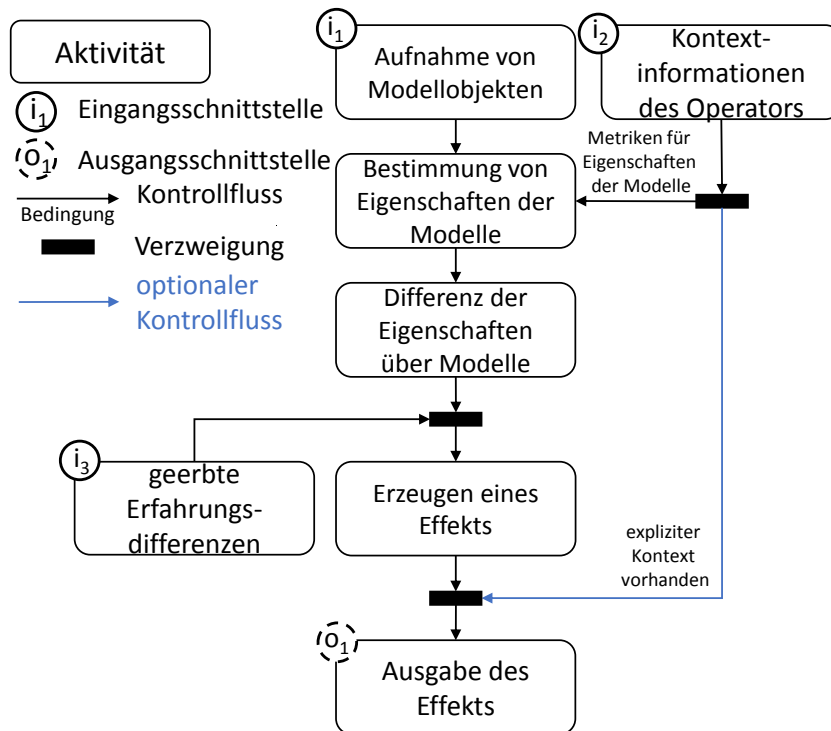 Aktivität
i1
Eingangsschnittstelle
o1
Ausgangsschnittstelle
Kontrollfluss
Bedingung
Verzweigung
optionaler
Kontrollfluss
i1
Aufnahme von
Modellobjekten
i2
Kontext-
informationen
des Operators
Metriken für
Eigenschaften
der Modelle
Bestimmung von
Eigenschaften der
Modelle
Differenz der
Eigenschaften
über Modelle
i3
geerbte
Erfahrungs-
differenzen
Erzeugen eines
Effekts
expliziter
Kontext
vorhanden
o1
Ausgabe des
Effekts